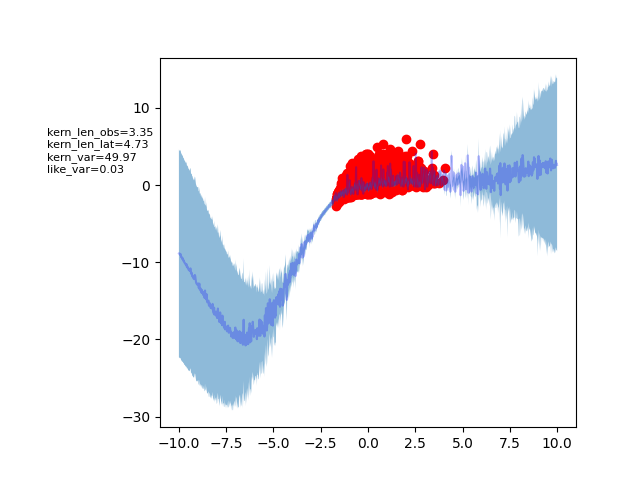 kern_len_obs=3.35
kern_len_lat=4.73
kern_var=49.97
like_var=0.03
10
0
−10
−20
−30
−10.0 −7.5 −5.0 −2.5 0.0 2.5 5.0 7.5 10.0